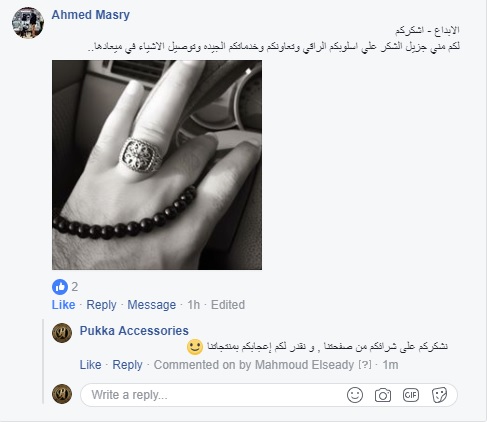 Ahmed Masry
الابداع - اشكركم
لكم مني جزيل الشكر علي اسلوبكم الراقي وتعاونكم وخدماتكم الجيده وتوصيل الاشياء في ميعادها..
2
Like · Reply · Message · 1h · Edited
Pukka Accessories
نشكركم على شرائكم من صفحتنا , و نقدر لكم إعجابكم بمنتجاتنا
Like · Reply · Commented on by Mahmoud Elseady [?] · 1m
Write a reply...
GIF